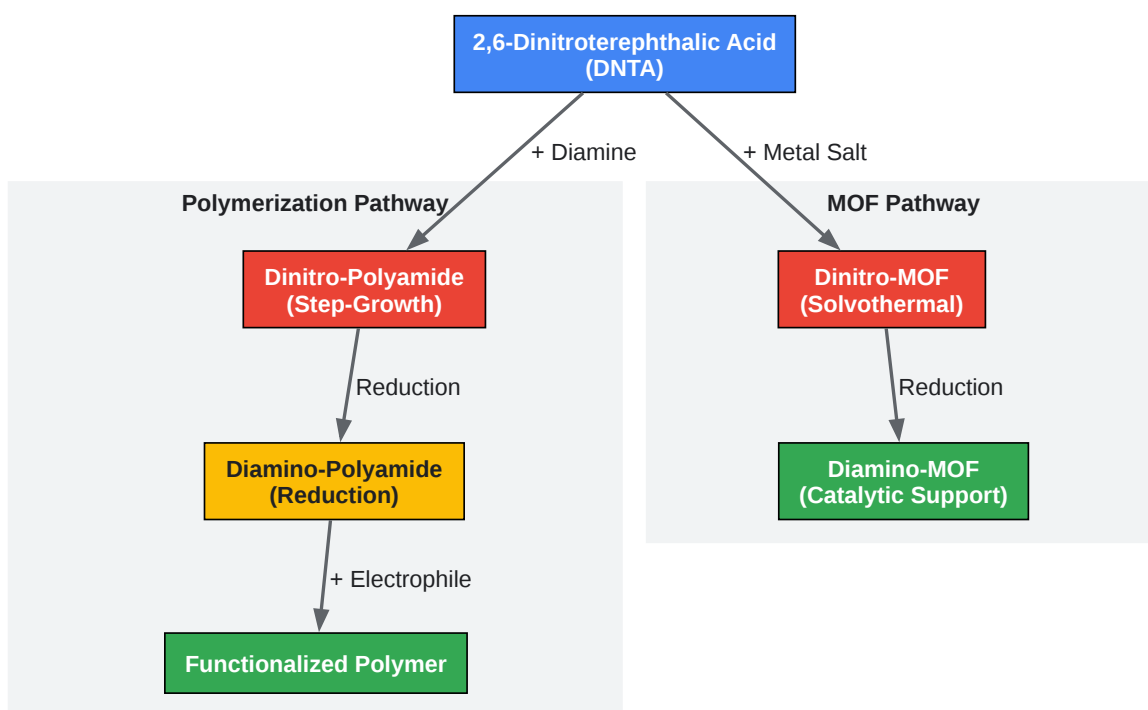 2,6-Dinitroterephthalic Acid
(DNTA)
+ Diamine
+ Metal Salt
Polymerization Pathway
MOF Pathway
Dinitro-Polyamide
(Step-Growth)
Dinitro-MOF
(Solvothermal)
Reduction
Reduction
Diamino-Polyamide
(Reduction)
Diamino-MOF
(Catalytic Support)
+ Electrophile
Functionalized Polymer